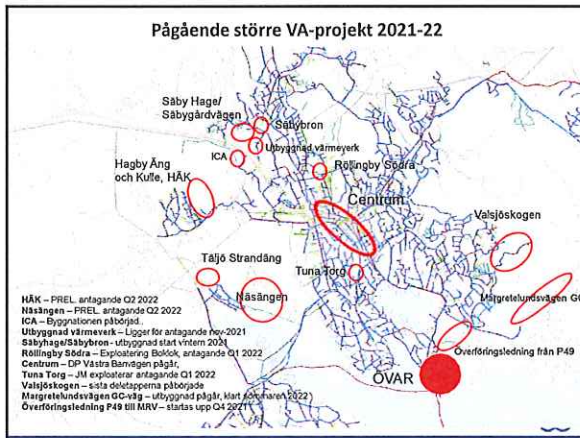 Pågående större VA-projekt 2021-22
Säby Hage/
Säbygårdvägen
Säbybron
Utbyggnad värmeverk
ICA
Hagby Äng
och Kulle, HÄK
Röllingby Södra
Centrum
Valsjöskogen
Täljö Strandäng
Tuna Torg
Näsängen
Margretelundsvägen GC
Överföringsledning från P49
ÖVAR
HÄK – PREL. antagande Q2 2022
Näsängen – PREL. antagande Q2 2022
ICA – Byggnationen påbörjad.
Utbyggnad värmeverk – Ligger för antagande nov-2021
Säbyhage/Säbybron - utbyggnad start vintern 2021
Röllingby Södra – Exploatering Boklok, antagande Q1 2022
Centrum – DP Västra Banvägen pågår,
Tuna Torg – JM exploaterar antagande Q1 2022
Valsjöskogen – sista deletapperna påbörjade
Margretelundsvägen GC-väg – utbyggnad pågår, klart sommaren 2022
Överföringsledning P49 till MRV – startas upp Q4 2021